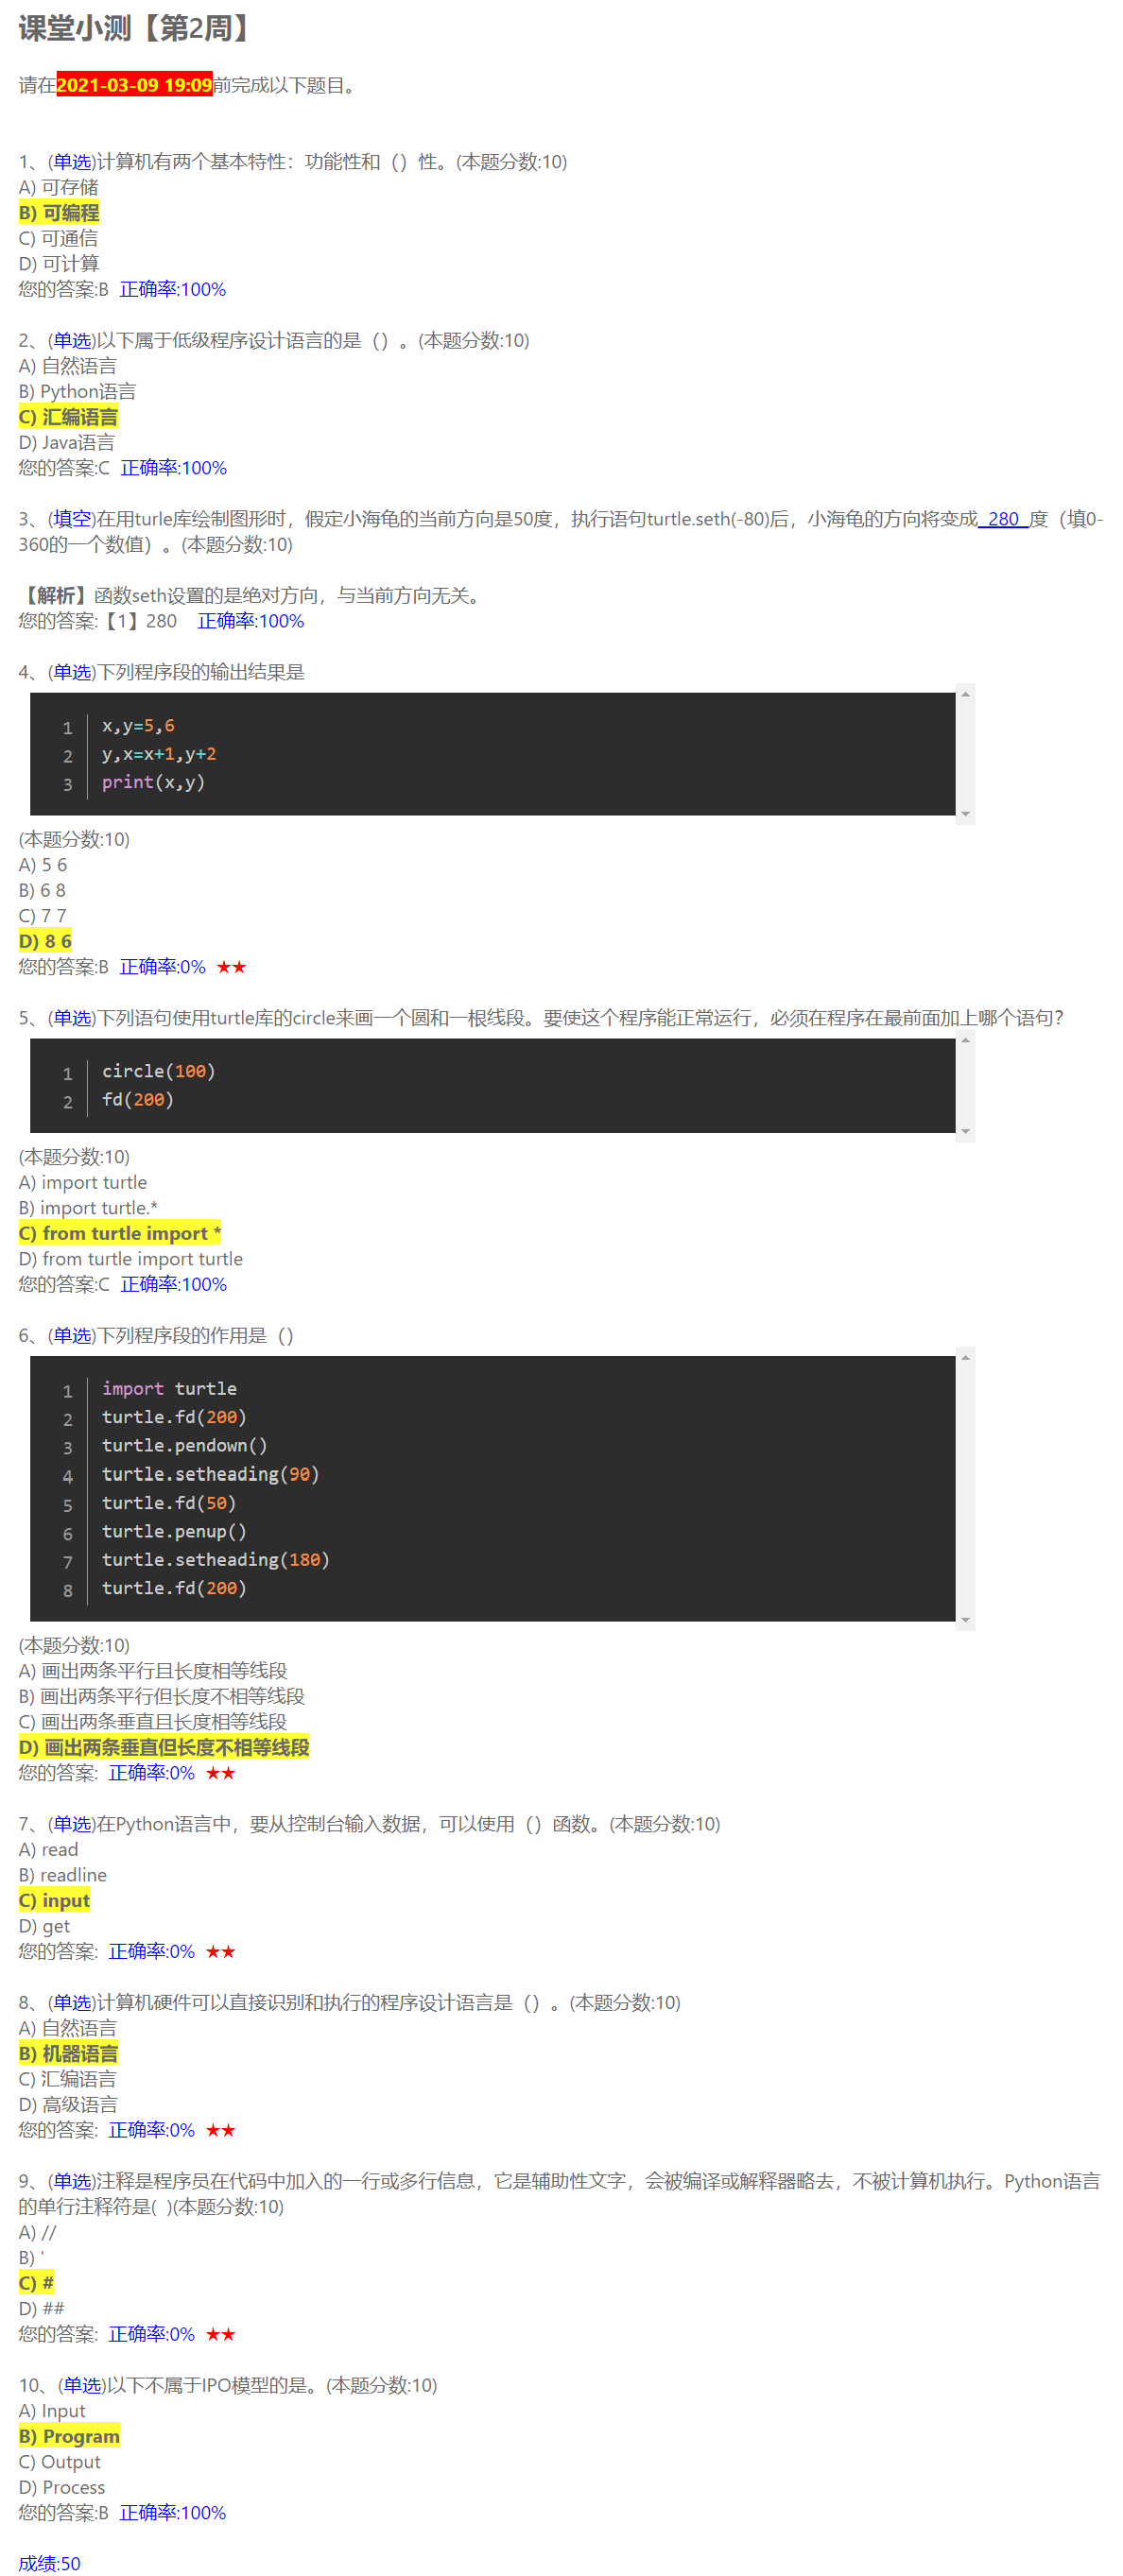 课堂小测【第2周】
请在2021-03-09 19:09前完成以下题目。
1、(单选)计算机有两个基本特性：功能性和（）性。(本题分数:10)
A) 可存储
B) 可编程
C) 可通信
D) 可计算
您的答案:B 正确率:100%
2、(单选)以下属于低级程序设计语言的是（）。(本题分数:10)
A) 自然语言
B) Python语言
C) 汇编语言
D) Java语言
您的答案:C 正确率:100%
3、(填空)在用turle库绘制图形时，假定小海龟的当前方向是50度，执行语句turtle.seth(-80)后，小海龟的方向将变成_280_度（填0-
360的一个数值）。(本题分数:10)
【解析】函数seth设置的是绝对方向，与当前方向无关。
您的答案:【1】280 正确率:100%
4、(单选)下列程序段的输出结果是
1 x,y=5,6
2 y,x=x+1,y+2
3 print(x,y)
(本题分数:10)
A) 5 6
B) 6 8
C) 7 7
D) 8 6
您的答案:B 正确率:0% ★★
5、(单选)下列语句使用turtle库的circle来画一个圆和一根线段。要使这个程序能正常运行，必须在程序在最前面加上哪个语句？
1 circle(100)
2 fd(200)
(本题分数:10)
A) import turtle
B) import turtle.*
C) from turtle import *
D) from turtle import turtle
您的答案:C 正确率:100%
6、(单选)下列程序段的作用是（）
1 import turtle
2 turtle.fd(200)
3 turtle.pendown()
4 turtle.setheading(90)
5 turtle.fd(50)
6 turtle.penup()
7 turtle.setheading(180)
8 turtle.fd(200)
(本题分数:10)
A) 画出两条平行且长度相等线段
B) 画出两条平行但长度不相等线段
C) 画出两条垂直且长度相等线段
D) 画出两条垂直但长度不相等线段
您的答案: 正确率:0% ★★
7、(单选)在Python语言中，要从控制台输入数据，可以使用（）函数。(本题分数:10)
A) read
B) readline
C) input
D) get
您的答案: 正确率:0% ★★
8、(单选)计算机硬件可以直接识别和执行的程序设计语言是（）。(本题分数:10)
A) 自然语言
B) 机器语言
C) 汇编语言
D) 高级语言
您的答案: 正确率:0% ★★
9、(单选)注释是程序员在代码中加入的一行或多行信息，它是辅助性文字，会被编译或解释器略去，不被计算机执行。Python语言
的单行注释符是( )(本题分数:10)
A) //
B) '
C) #
D) ##
您的答案: 正确率:0% ★★
10、(单选)以下不属于IPO模型的是。(本题分数:10)
A) Input
B) Program
C) Output
D) Process
您的答案:B 正确率:100%
成绩:50